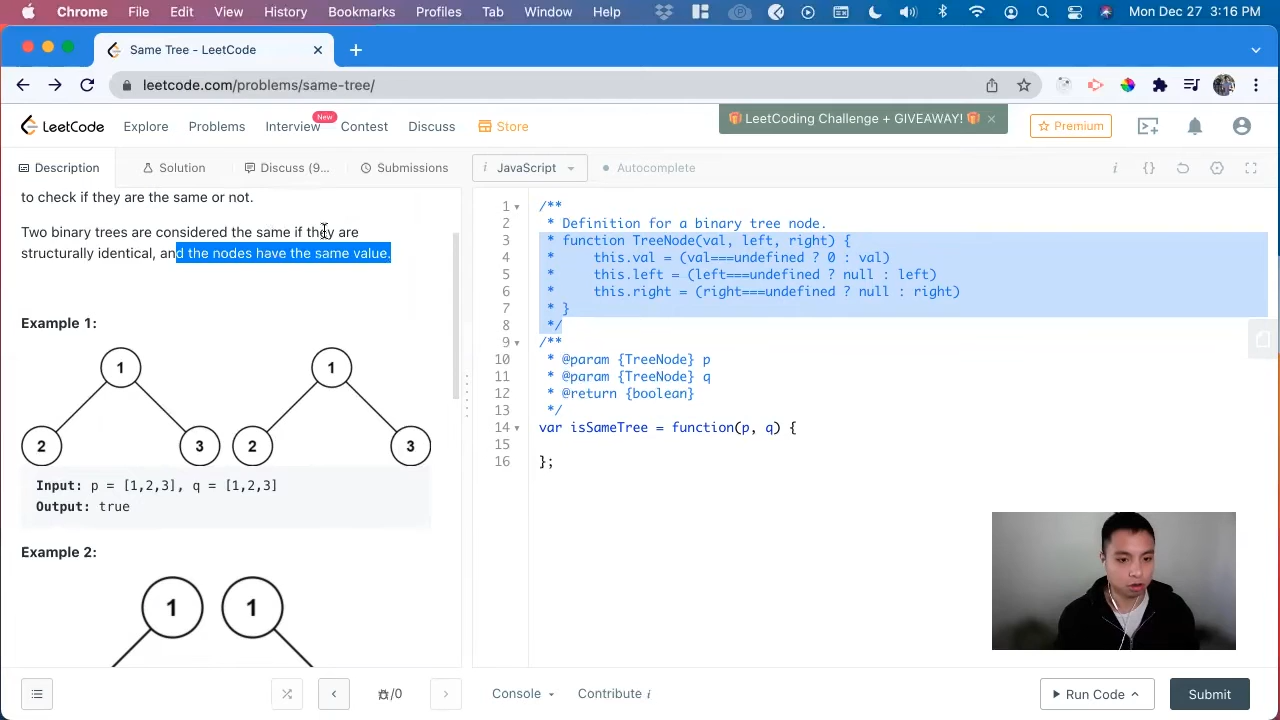 Chrome File Edit View History Bookmarks Profiles Tab Window Help Mon Dec 27 3:16 PM
Same Tree - LeetCode
leetcode.com/problems/same-tree/
LeetCode Explore Problems Interview New Contest Discuss Store LeetCoding Challenge + GIVEAWAY! Premium
Description Solution Discuss (9... Submissions i JavaScript Autocomplete
to check if they are the same or not.
Two binary trees are considered the same if they are
structurally identical, and the nodes have the same value.
Example 1:
1 1
2 3 2 3
Input: p = [1,2,3], q = [1,2,3]
Output: true
Example 2:
1 1
1 /**
2 * Definition for a binary tree node.
3 * function TreeNode(val, left, right) {
4 *     this.val = (val===undefined ? 0 : val)
5 *     this.left = (left===undefined ? null : left)
6 *     this.right = (right===undefined ? null : right)
7 * }
8 */
9 /**
10 * @param {TreeNode} p
11 * @param {TreeNode} q
12 * @return {boolean}
13 */
14 var isSameTree = function(p, q) {
15
16 };
/0 Console Contribute i Run Code Submit